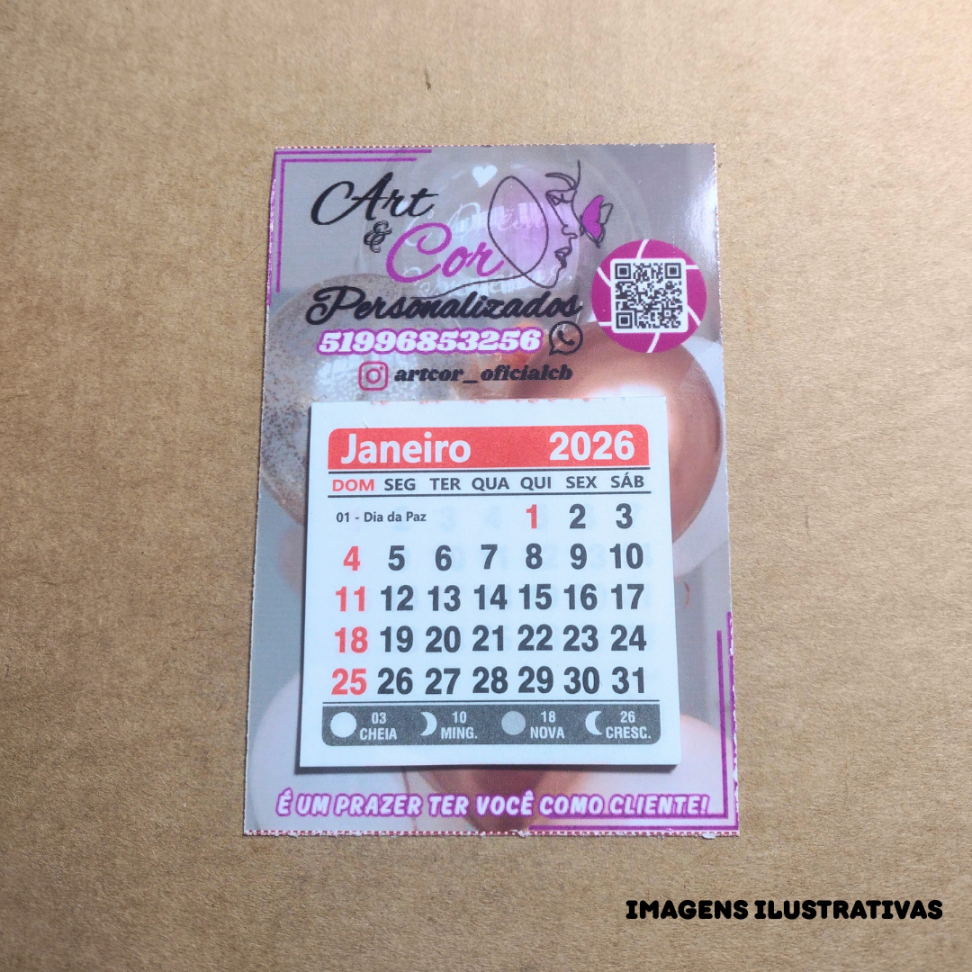 Art
&
Cor
Personalizados
51996853256
artcor_oficialcb
Janeiro 2026
DOM SEG TER QUA QUI SEX SÁB
01 - Dia da Paz 1 2 3
4 5 6 7 8 9 10
11 12 13 14 15 16 17
18 19 20 21 22 23 24
25 26 27 28 29 30 31
03 CHEIA 10 MING. 18 NOVA 26 CRESC.
É UM PRAZER TER VOCÊ COMO CLIENTE!
IMAGENS ILUSTRATIVAS